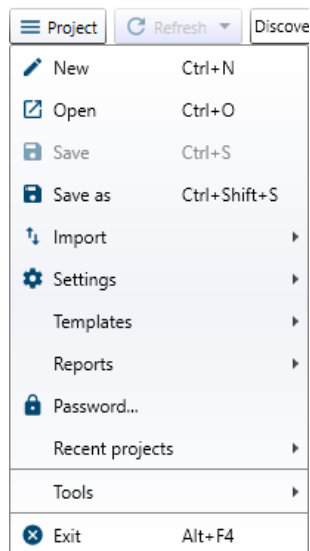 Project Refresh Discove
New Ctrl+N
Open Ctrl+O
Save Ctrl+S
Save as Ctrl+Shift+S
Import
Settings
Templates
Reports
Password...
Recent projects
Tools
Exit Alt+F4